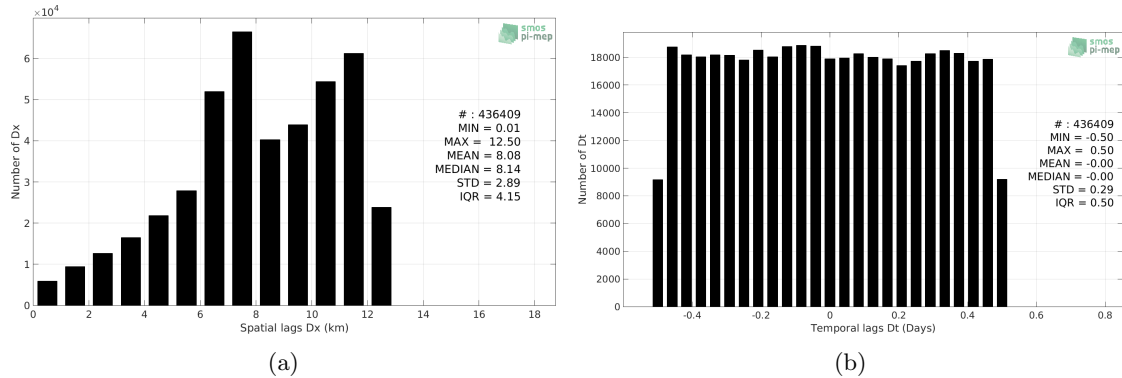 ×10⁴
smos
pi-mep
6
5
4
3
2
1
0
Number of Dx
# : 436409
MIN = 0.01
MAX = 12.50
MEAN = 8.08
MEDIAN = 8.14
STD = 2.89
IQR = 4.15
0 2 4 6 8 10 12 14 16 18
Spatial lags Dx (km)
(a)
smos
pi-mep
18000
16000
14000
12000
10000
8000
6000
4000
2000
0
Number of Dt
# : 436409
MIN = -0.50
MAX = 0.50
MEAN = -0.00
MEDIAN = -0.00
STD = 0.29
IQR = 0.50
-0.4 -0.2 0 0.2 0.4 0.6 0.8
Temporal lags Dt (Days)
(b)